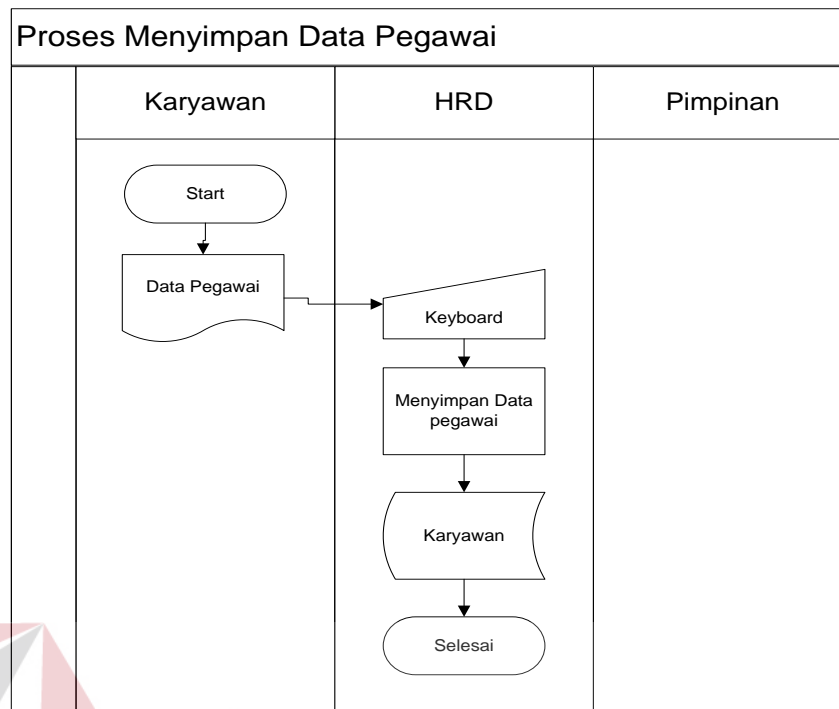 Proses Menyimpan Data Pegawai
Karyawan
HRD
Pimpinan
Start
Data Pegawai
Keyboard
Menyimpan Data
pegawai
Karyawan
Selesai